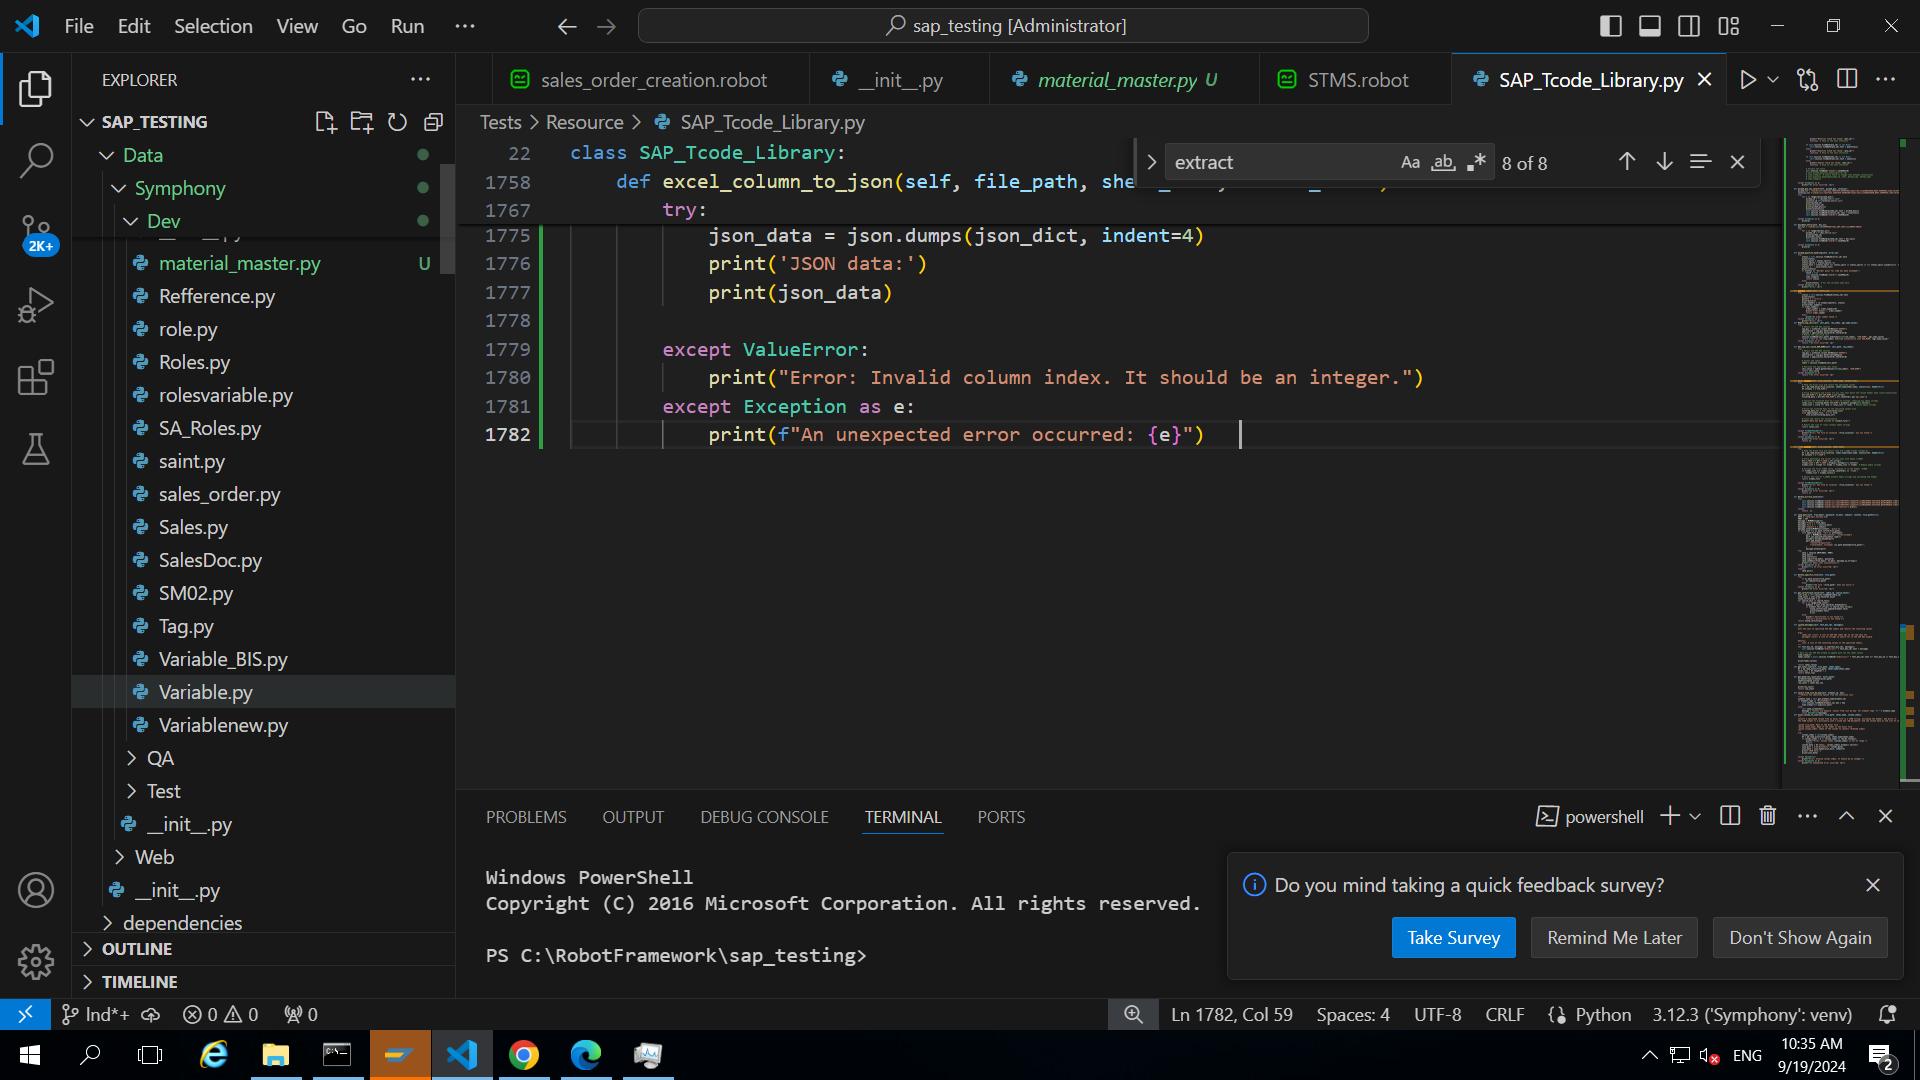 File Edit Selection View Go Run ···
sap_testing [Administrator]
EXPLORER
SAP_TESTING
Data
Symphony
Dev
material_master.py U
Refference.py
role.py
Roles.py
rolesvariable.py
SA_Roles.py
saint.py
sales_order.py
Sales.py
SalesDoc.py
SM02.py
Tag.py
Variable_BIS.py
Variable.py
Variablenew.py
QA
Test
__init__.py
Web
__init__.py
dependencies
OUTLINE
TIMELINE
2K+
sales_order_creation.robot __init__.py material_master.py U STMS.robot SAP_Tcode_Library.py
Tests > Resource > SAP_Tcode_Library.py
extract Aa ab 8 of 8
22 class SAP_Tcode_Library:
1758 def excel_column_to_json(self, file_path,
1767 try:
1775 json_data = json.dumps(json_dict, indent=4)
1776 print('JSON data:')
1777 print(json_data)
1778
1779 except ValueError:
1780 print("Error: Invalid column index. It should be an integer.")
1781 except Exception as e:
1782 print(f"An unexpected error occurred: {e}")
PROBLEMS OUTPUT DEBUG CONSOLE TERMINAL PORTS
powershell
Windows PowerShell
Copyright (C) 2016 Microsoft Corporation. All rights reserved.
PS C:\RobotFramework\sap_testing>
Do you mind taking a quick feedback survey?
Take Survey Remind Me Later Don't Show Again
Ind*+ 0 0 0
Ln 1782, Col 59 Spaces: 4 UTF-8 CRLF Python 3.12.3 ('Symphony': venv)
ENG
10:35 AM
9/19/2024
2